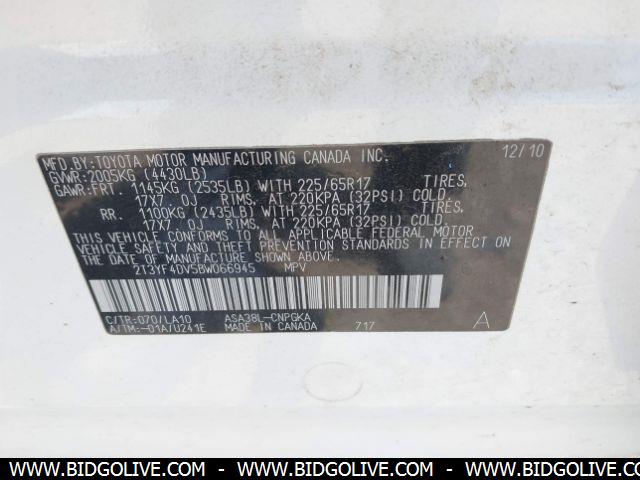 MFD.BY:TOYOTA MOTOR MANUFACTURING CANADA INC. 12/10
GVWR:2005KG (4430LB)
GAWR:FRT. 1145KG (2535LB) WITH 225/65R17 TIRES,
17X7.0J RIMS, AT 220KPA (32PSI) COLD.
RR. 1100KG (2435LB) WITH 225/65R17 TIRES,
17X7.0J RIMS, AT 220KPA (32PSI) COLD.
THIS VEHICLE CONFORMS TO ALL APPLICABLE FEDERAL MOTOR
VEHICLE SAFETY AND THEFT PREVENTION STANDARDS IN EFFECT ON
THE DATE OF MANUFACTURE SHOWN ABOVE.
2T3YF4DV5BW066945 MPV
C/TR:070/LA10 ASA38L-CNPGKA
A/TM:-01A/U241E MADE IN CANADA 717 A
WWW.BIDGOLIVE.COM - WWW.BIDGOLIVE.COM - WWW.BIDGOLIVE.COM